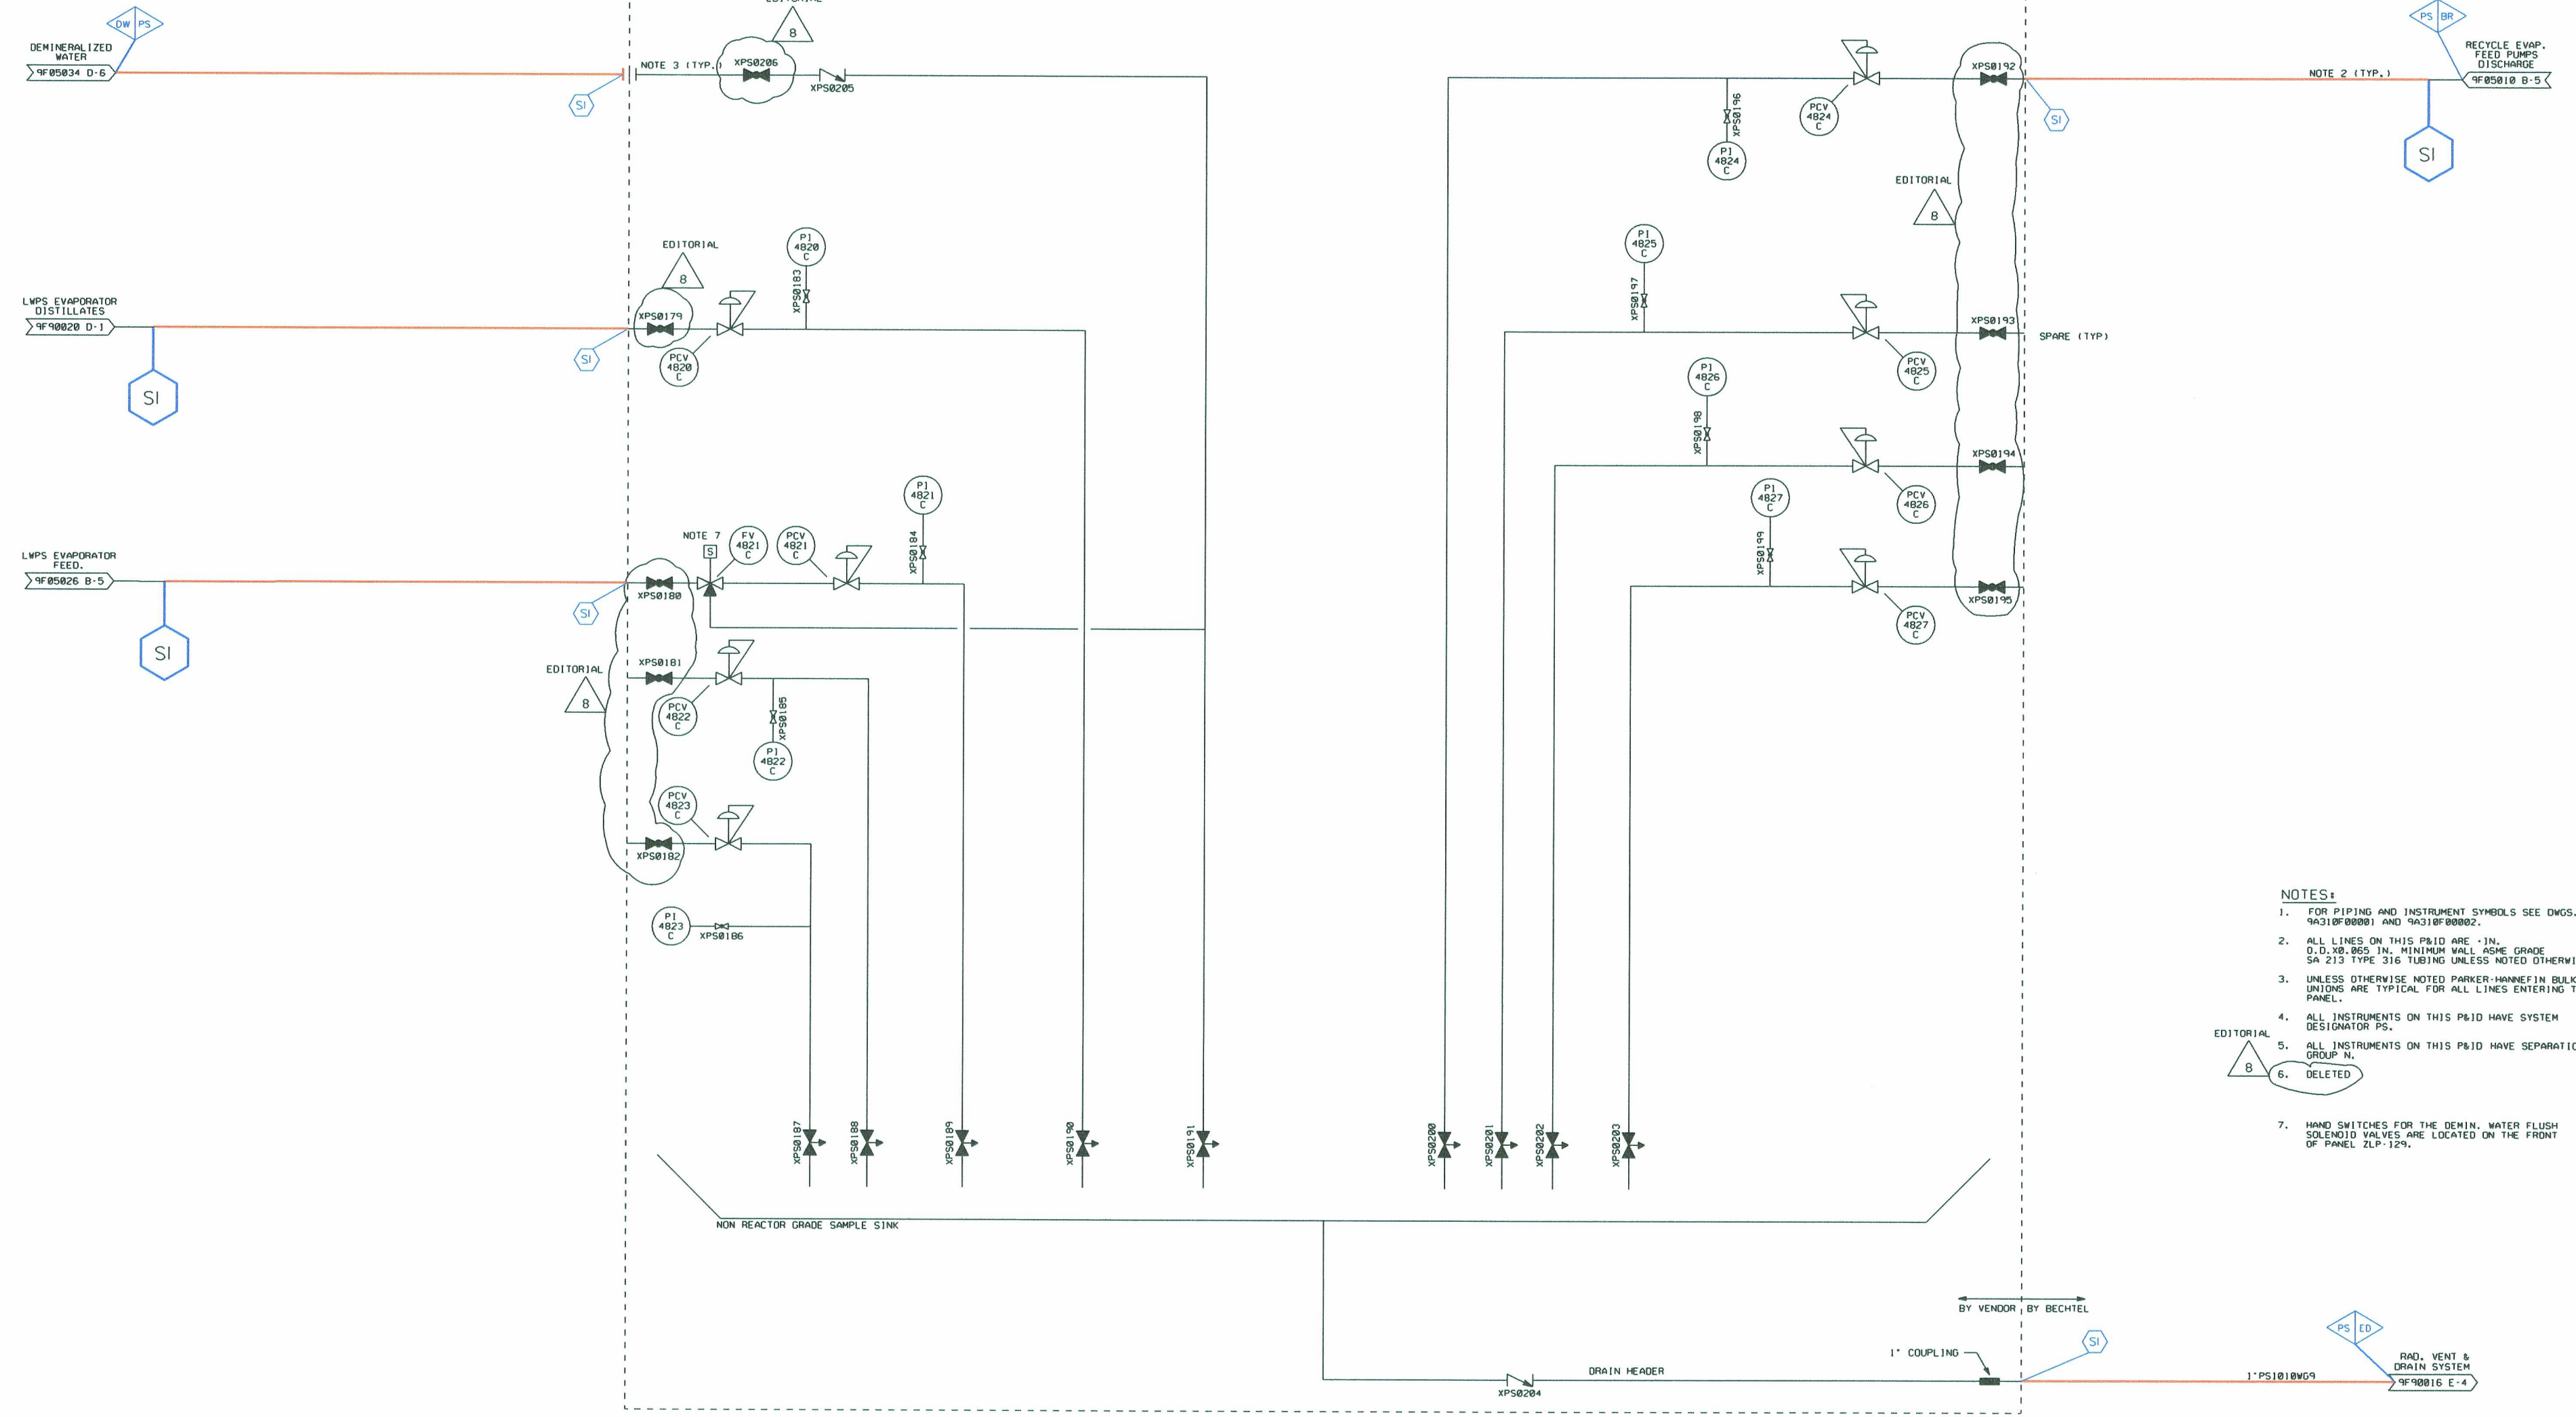 DW PS
DEMINERALIZED
WATER
9F05034 D-6
SI
8
NOTE 3 (TYP.)
XPS0206
XPS0205
XPS0192
NOTE 2 (TYP.)
PS BR
RECYCLE EVAP.
FEED PUMPS
DISCHARGE
9F05010 B-5
SI
SI
PCV
4824
C
XPS0196
PI
4824
C
EDITORIAL
8
LWPS EVAPORATOR
DISTILLATES
9F90020 D-1
SI
SI
EDITORIAL
8
XPS0179
PCV
4820
C
PI
4820
C
XPS0183
PI
4825
C
XPS0197
XPS0193
SPARE (TYP)
PCV
4825
C
PI
4826
C
XPS0198
XPS0194
PCV
4826
C
PI
4827
C
XPS0199
XPS0195
PCV
4827
C
LWPS EVAPORATOR
FEED.
9F05026 B-5
SI
SI
NOTE 7
S
FV
4821
C
PCV
4821
C
PI
4821
C
XPS0184
XPS0180
EDITORIAL
8
XPS0181
PCV
4822
C
XPS0185
PI
4822
C
PCV
4823
C
XPS0182
PI
4823
C
XPS0186
XPS0187
XPS0188
XPS0189
XPS0190
XPS0191
XPS0200
XPS0201
XPS0202
XPS0203
NON REACTOR GRADE SAMPLE SINK
NOTES:
1. FOR PIPING AND INSTRUMENT SYMBOLS SEE DWGS.
9A310F00001 AND 9A310F00002.
2. ALL LINES ON THIS P&ID ARE -IN.
O.D.X0.065 IN. MINIMUM WALL ASME GRADE
SA 213 TYPE 316 TUBING UNLESS NOTED OTHERWI
3. UNLESS OTHERWISE NOTED PARKER-HANNEFIN BULK
UNIONS ARE TYPICAL FOR ALL LINES ENTERING T
PANEL.
4. ALL INSTRUMENTS ON THIS P&ID HAVE SYSTEM
DESIGNATOR PS.
5. ALL INSTRUMENTS ON THIS P&ID HAVE SEPARATIO
GROUP N.
EDITORIAL
8
6. DELETED
7. HAND SWITCHES FOR THE DEMIN. WATER FLUSH
SOLENOID VALVES ARE LOCATED ON THE FRONT
OF PANEL ZLP-129.
BY VENDOR BY BECHTEL
1" COUPLING
DRAIN HEADER
XPS0204
SI
1"PS1010WG9
PS ED
RAD. VENT &
DRAIN SYSTEM
9F90016 E-4